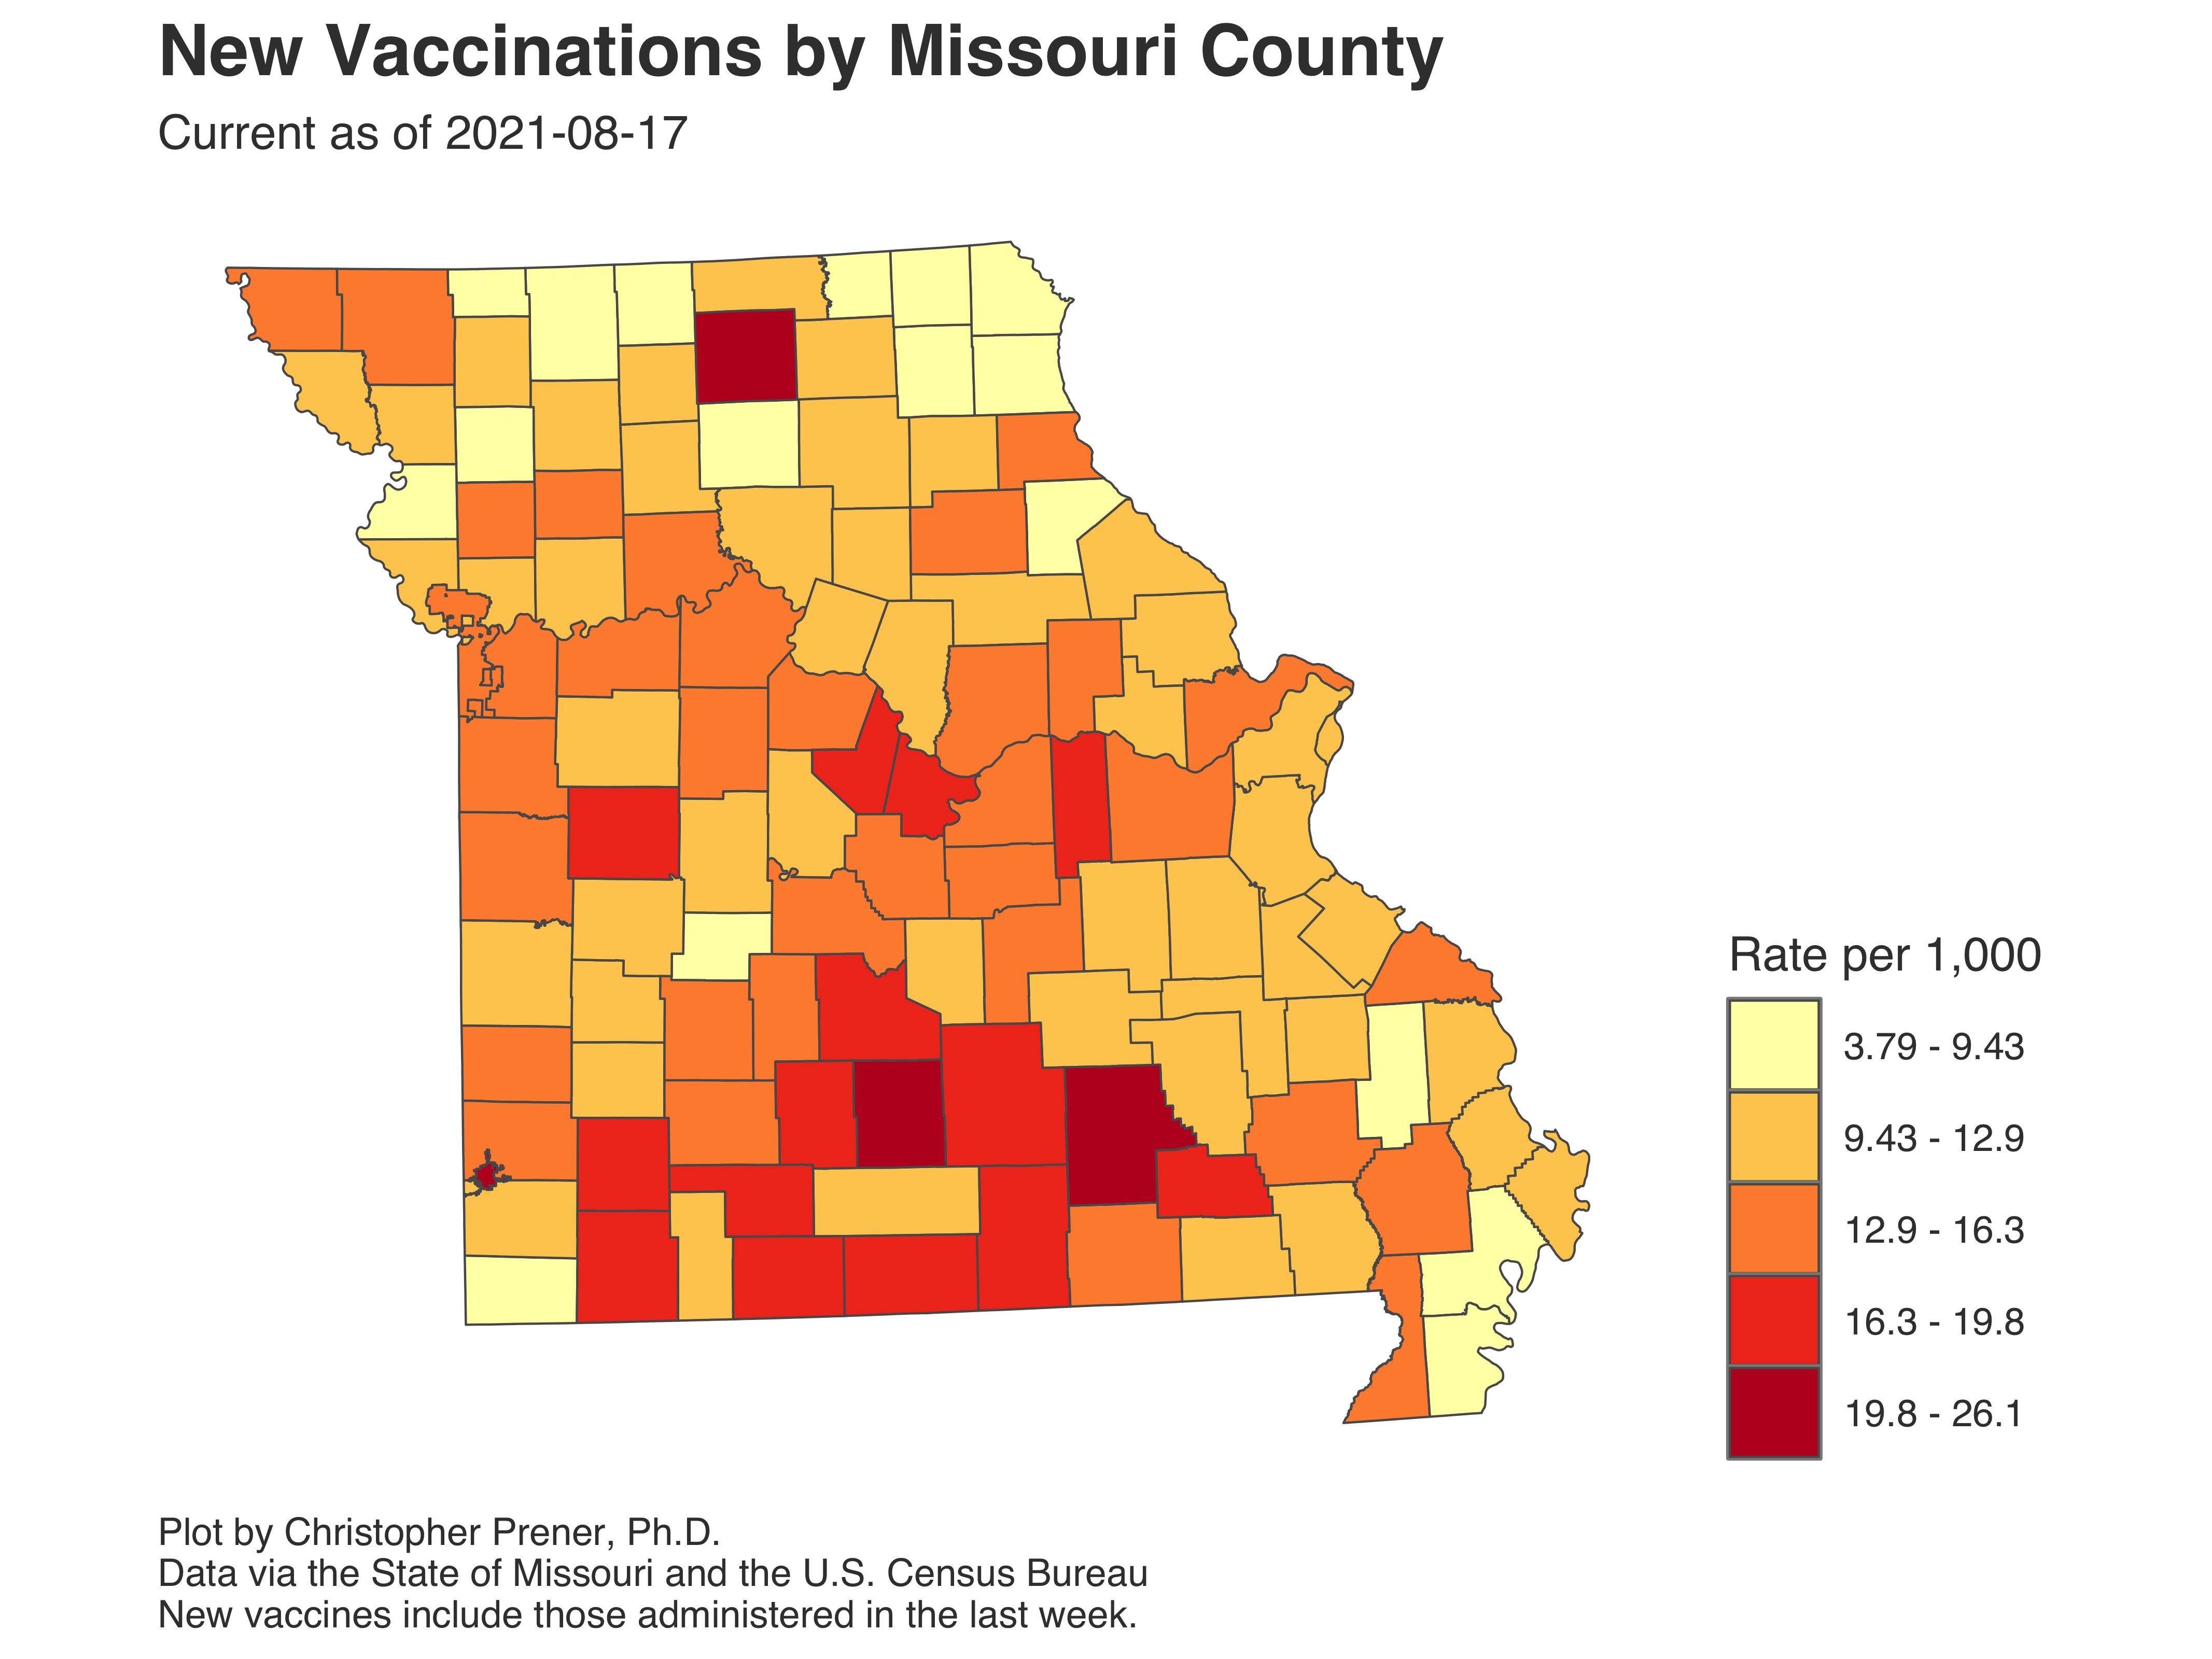 New Vaccinations by Missouri County
Current as of 2021-08-17
Rate per 1,000
3.79 - 9.43
9.43 - 12.9
12.9 - 16.3
16.3 - 19.8
19.8 - 26.1
Plot by Christopher Prener, Ph.D.
Data via the State of Missouri and the U.S. Census Bureau
New vaccines include those administered in the last week.